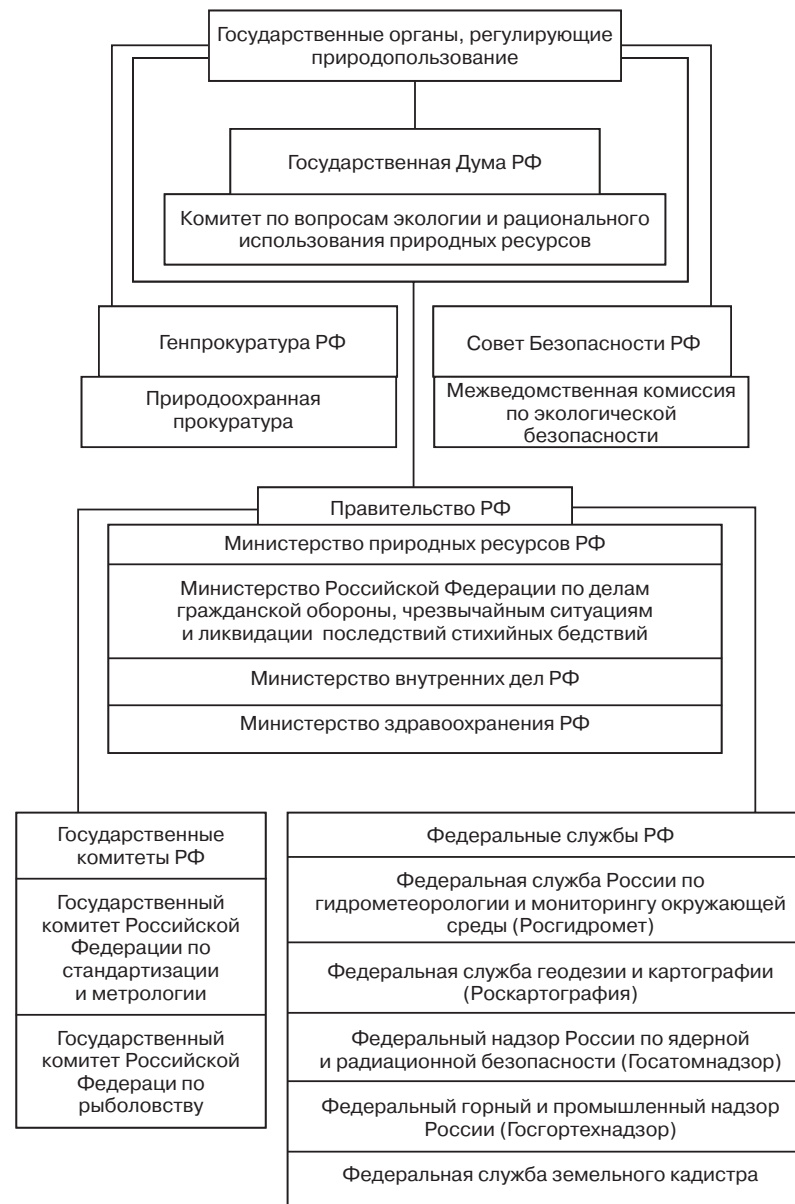 Государственные органы, регулирующие
природопользование
Государственная Дума РФ
Комитет по вопросам экологии и рационального
использования природных ресурсов
Генпрокуратура РФ
Природоохранная
прокуратура
Совет Безопасности РФ
Межведомственная комиссия
по экологической
безопасности
Правительство РФ
Министерство природных ресурсов РФ
Министерство Российской Федерации по делам
гражданской обороны, чрезвычайным ситуациям
и ликвидации последствий стихийных бедствий
Министерство внутренних дел РФ
Министерство здравоохранения РФ
Государственные
комитеты РФ
Государственный
комитет Российской
Федерации по
стандартизации
и метрологии
Государственный
комитет Российской
Федераци по
рыболовству
Федеральные службы РФ
Федеральная служба России по
гидрометеорологии и мониторингу окружающей
среды (Росгидромет)
Федеральная служба геодезии и картографии
(Роскартография)
Федеральный надзор России по ядерной
и радиационной безопасности (Госатомнадзор)
Федеральный горный и промышленный надзор
России (Госгортехнадзор)
Федеральная служба земельного кадистра